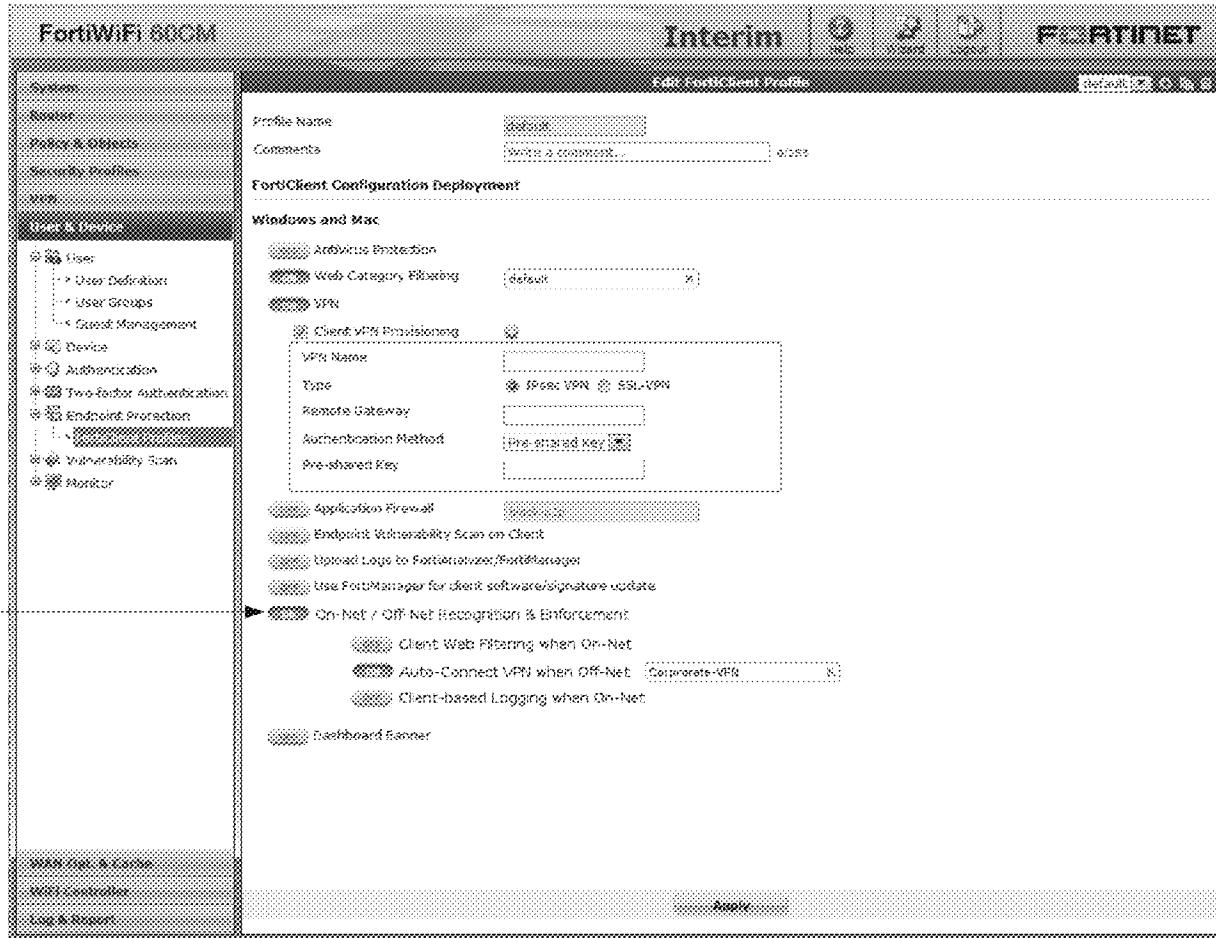 FortiWiFi 60CM
Interim
Help
Wizard
Logout
FORTINET
System
Router
Policy & Objects
Security Profiles
VPN
User & Device
User
User Definition
User Groups
Guest Management
Device
Authentication
Two-factor Authentication
Endpoint Protection
Vulnerability Scan
Monitor
WAN Opt. & Cache
WiFi Controller
Log & Report
Edit FortiClient Profile
default
Profile Name
default
Comments
Write a comment...
0/255
FortiClient Configuration Deployment
Windows and Mac
Antivirus Protection
Web Category Filtering
default
VPN
Client VPN Provisioning
VPN Name
Type
IPsec VPN
SSL-VPN
Remote Gateway
Authentication Method
Pre-shared Key
Pre-shared Key
Application Firewall
Endpoint Vulnerability Scan on Client
Upload Logs to FortiAnalyzer/FortiManager
Use FortiManager for client software/signature update
On-Net / Off-Net Recognition & Enforcement
Client Web Filtering when On-Net
Auto-Connect VPN when Off-Net
Corporate-VPN
Client-based Logging when On-Net
Dashboard Banner
Apply